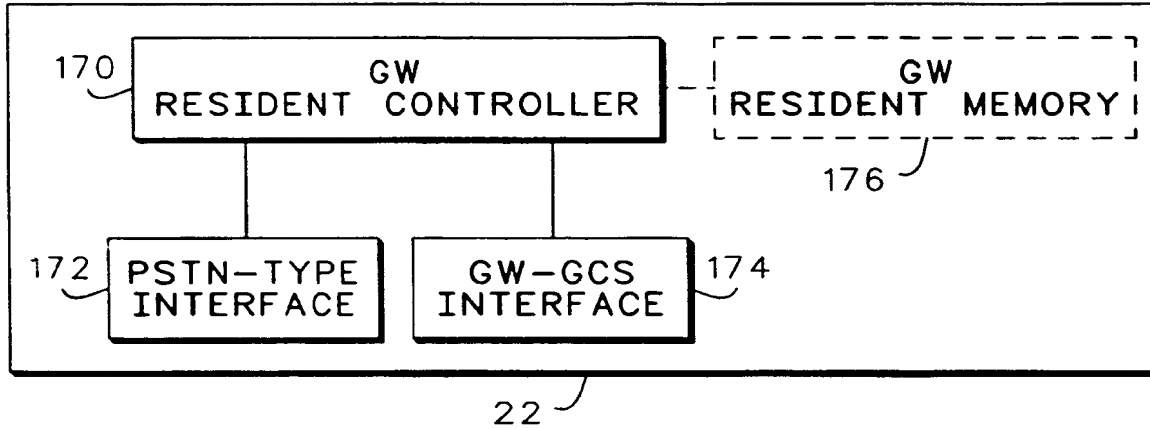 170
GW
RESIDENT CONTROLLER
GW
RESIDENT MEMORY
176
172
PSTN-TYPE
INTERFACE
GW-GCS
INTERFACE
174
22